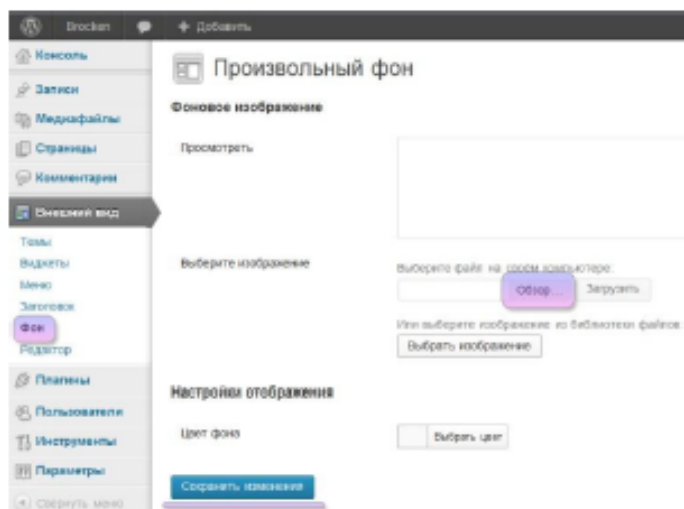 Brocken + Добавить
Консоль
Записи
Медиафайлы
Страницы
Комментарии
Внешний вид
Темы
Виджеты
Меню
Заголовок
Фон
Редактор
Плагины
Пользователи
Инструменты
Параметры
Свернуть меню
Произвольный фон
Фоновое изображение
Просмотреть
Выберите изображение
Выберите файл на своём компьютере:
Обзор... Загрузить
Или выберите изображение из библиотеки файлов:
Выбрать изображение
Настройки отображения
Цвет фона
Выбрать цвет
Сохранить изменения